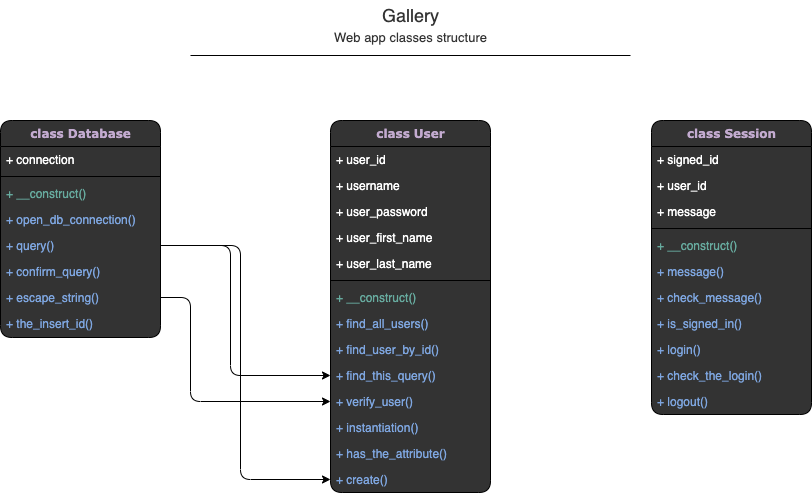 Gallery
Web app classes structure
class Database
+ connection
+ __construct()
+ open_db_connection()
+ query()
+ confirm_query()
+ escape_string()
+ the_insert_id()
class User
+ user_id
+ username
+ user_password
+ user_first_name
+ user_last_name
+ __construct()
+ find_all_users()
+ find_user_by_id()
+ find_this_query()
+ verify_user()
+ instantiation()
+ has_the_attribute()
+ create()
class Session
+ signed_id
+ user_id
+ message
+ __construct()
+ message()
+ check_message()
+ is_signed_in()
+ login()
+ check_the_login()
+ logout()